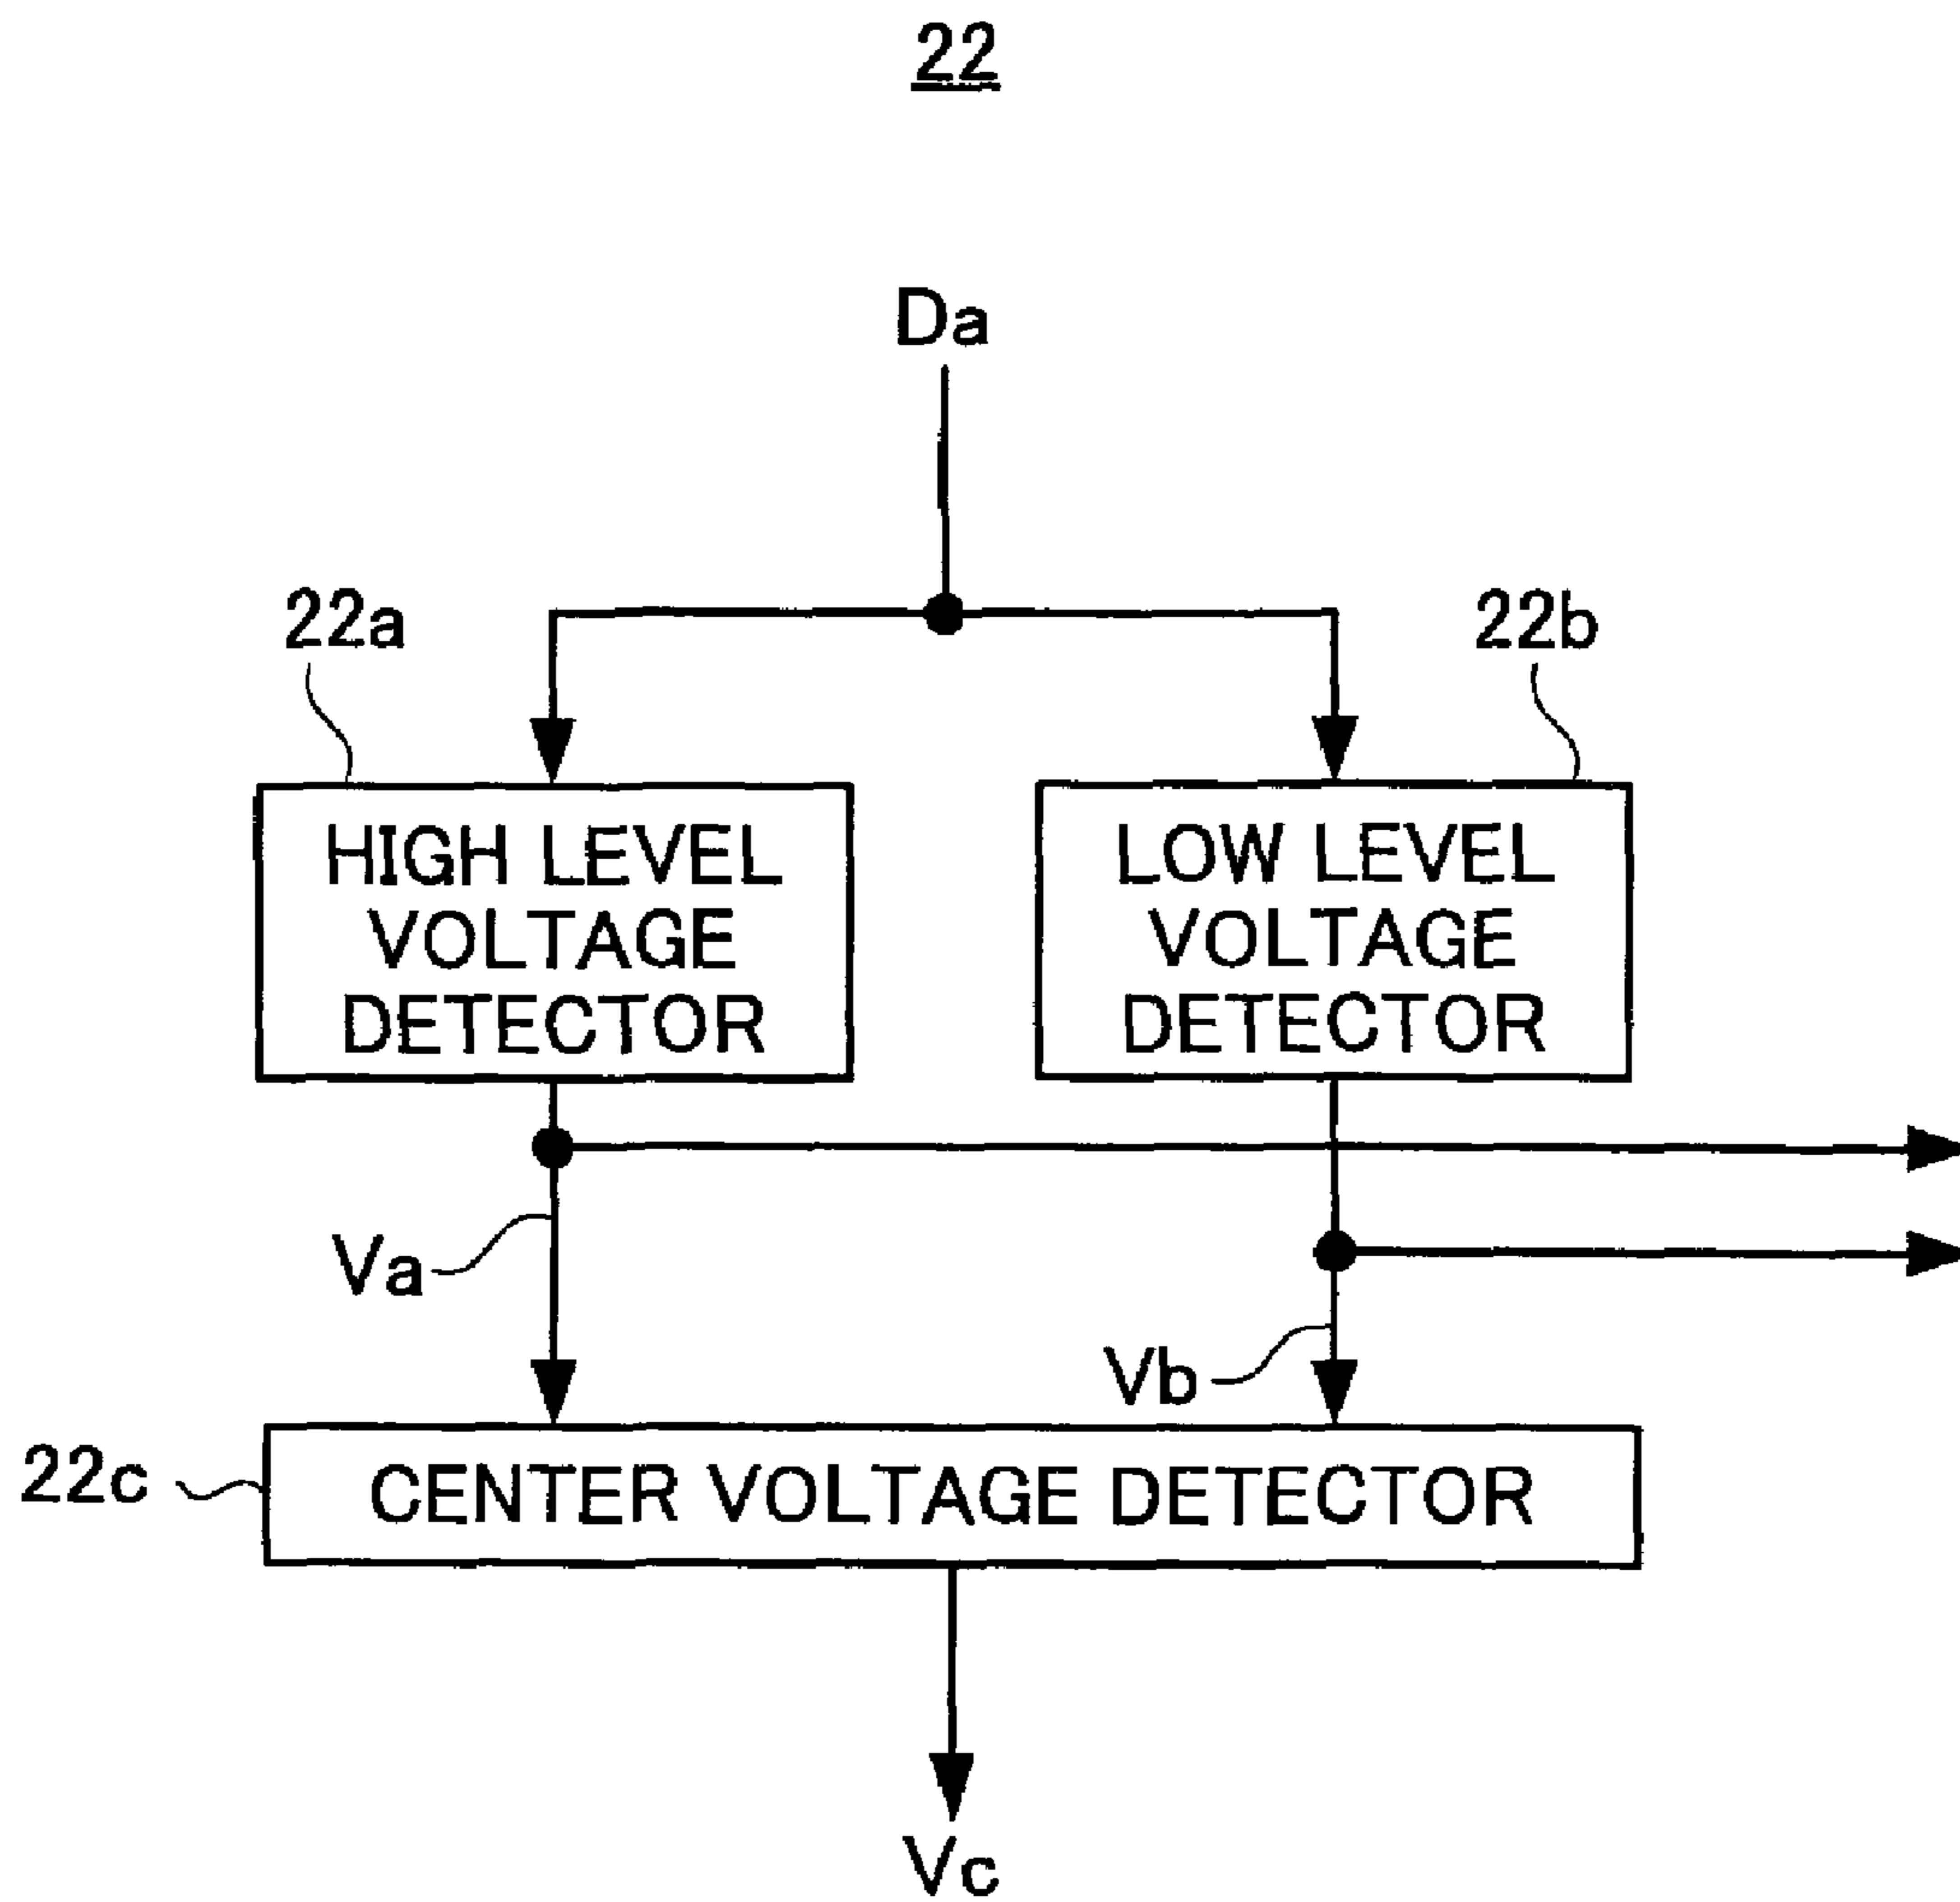 22
Da
22a
22b
HIGH LEVEL
VOLTAGE
DETECTOR
LOW LEVEL
VOLTAGE
DETECTOR
Va
Vb
22c
CENTER VOLTAGE DETECTOR
Vc